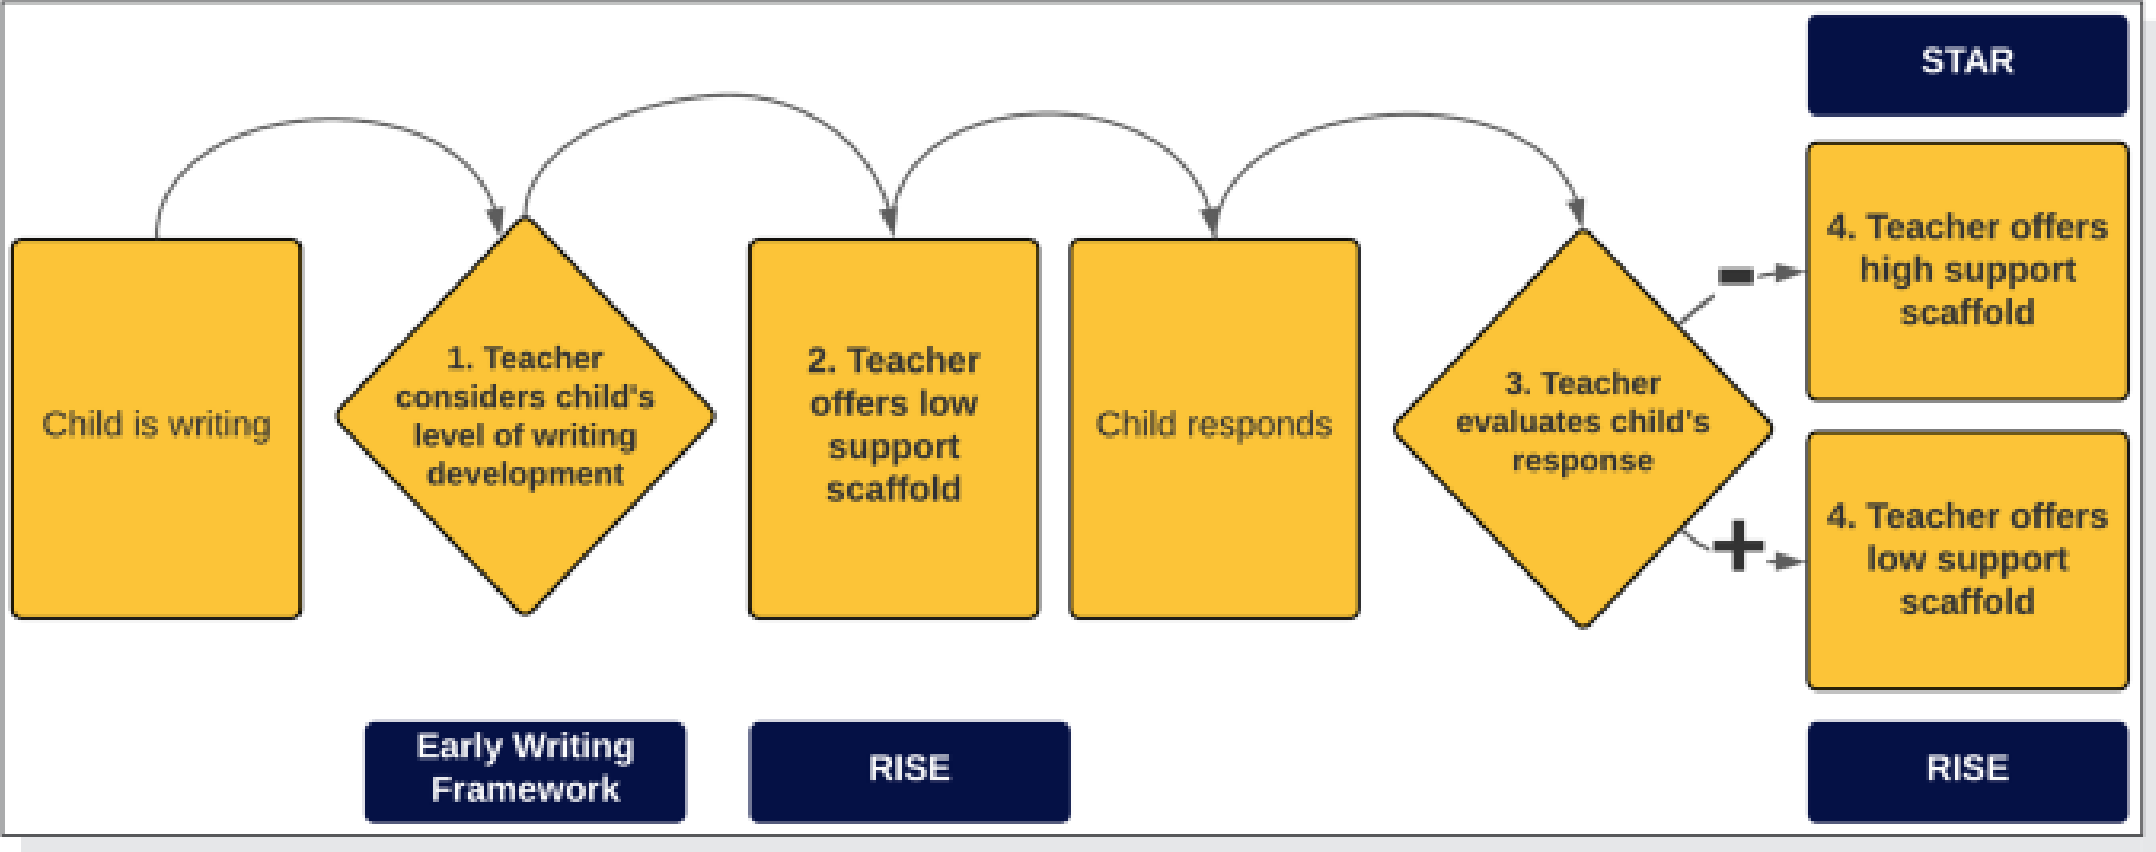 STAR
Child is writing
1. Teacher
considers child's
level of writing
development
2. Teacher
offers low
support
scaffold
Child responds
3. Teacher
evaluates child's
response
-
4. Teacher offers
high support
scaffold
+
4. Teacher offers
low support
scaffold
Early Writing
Framework
RISE
RISE